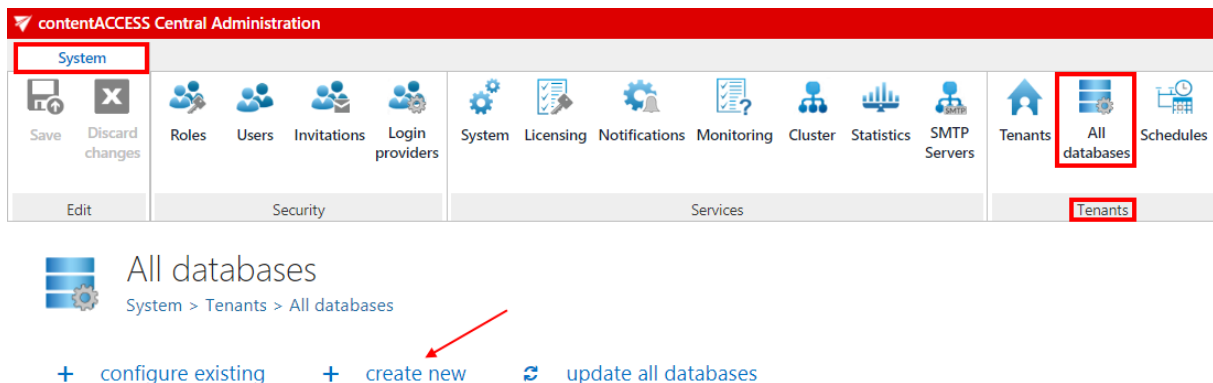 contentACCESS Central Administration
System
Save Discard changes Roles Users Invitations Login providers System Licensing Notifications Monitoring Cluster Statistics SMTP Servers Tenants All databases Schedules
SMTP
Edit Security Services Tenants
All databases
System > Tenants > All databases
+ configure existing + create new update all databases